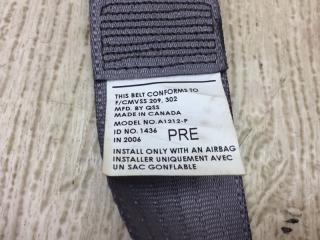 THIS BELT CONFORMS TO
F/CMVSS 209, 302
MFD. BY QSS
MADE IN CANADA
MODEL NO. A1212-P
ID NO. 1436 PRE
IN 2006
INSTALL ONLY WITH AN AIRBAG
INSTALLER UNIQUEMENT AVEC
UN SAC GONFLABLE